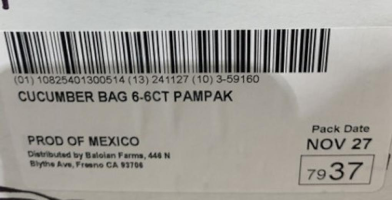 (01) 10825401300514 (13) 241127 (10) 3-59160
CUCUMBER BAG 6-6CT PAMPAK
PROD OF MEXICO
Distributed by Baloian Farms, 446 N
Blythe Ave, Fresno CA 93706
Pack Date
NOV 27
7937